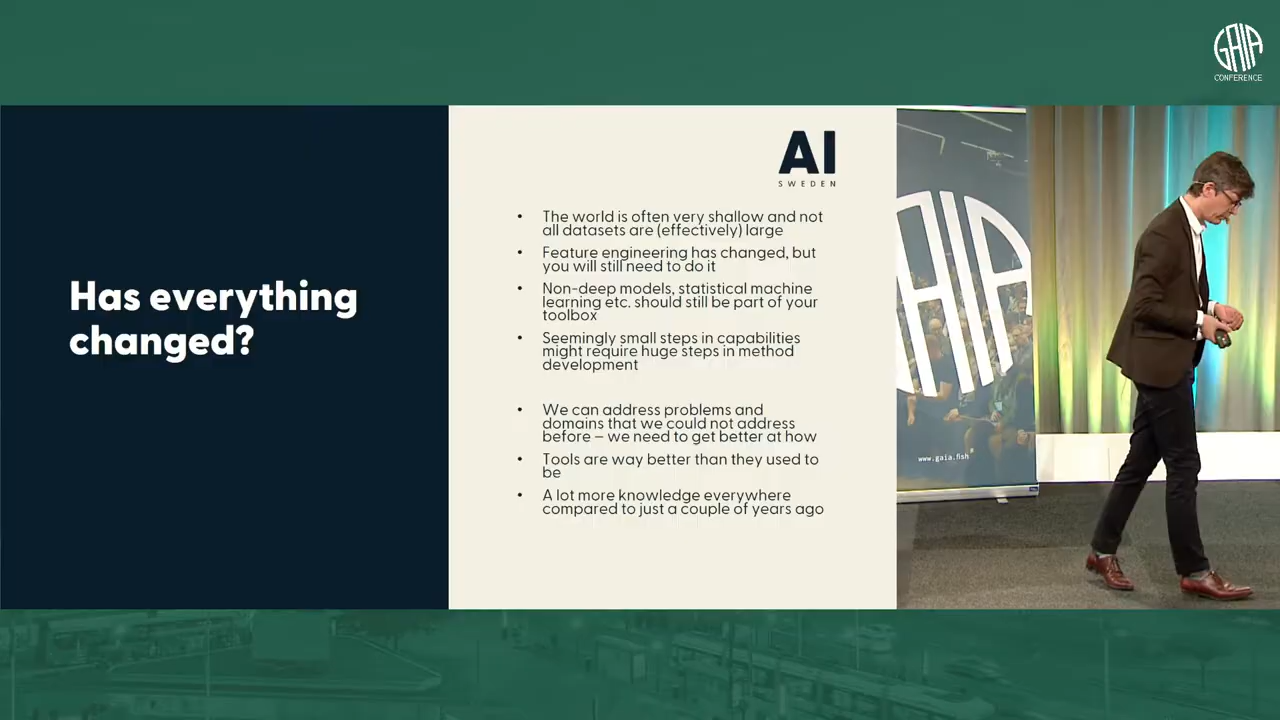 GAIA
CONFERENCE
AI
SWEDEN
Has everything
changed?
• The world is often very shallow and not
all datasets are (effectively) large
• Feature engineering has changed, but
you will still need to do it
• Non-deep models, statistical machine
learning etc. should still be part of your
toolbox
• Seemingly small steps in capabilities
might require huge steps in method
development
• We can address problems and
domains that we could not address
before – we need to get better at how
• Tools are way better than they used to
be
• A lot more knowledge everywhere
compared to just a couple of years ago
GAIA
www.gaia.fish